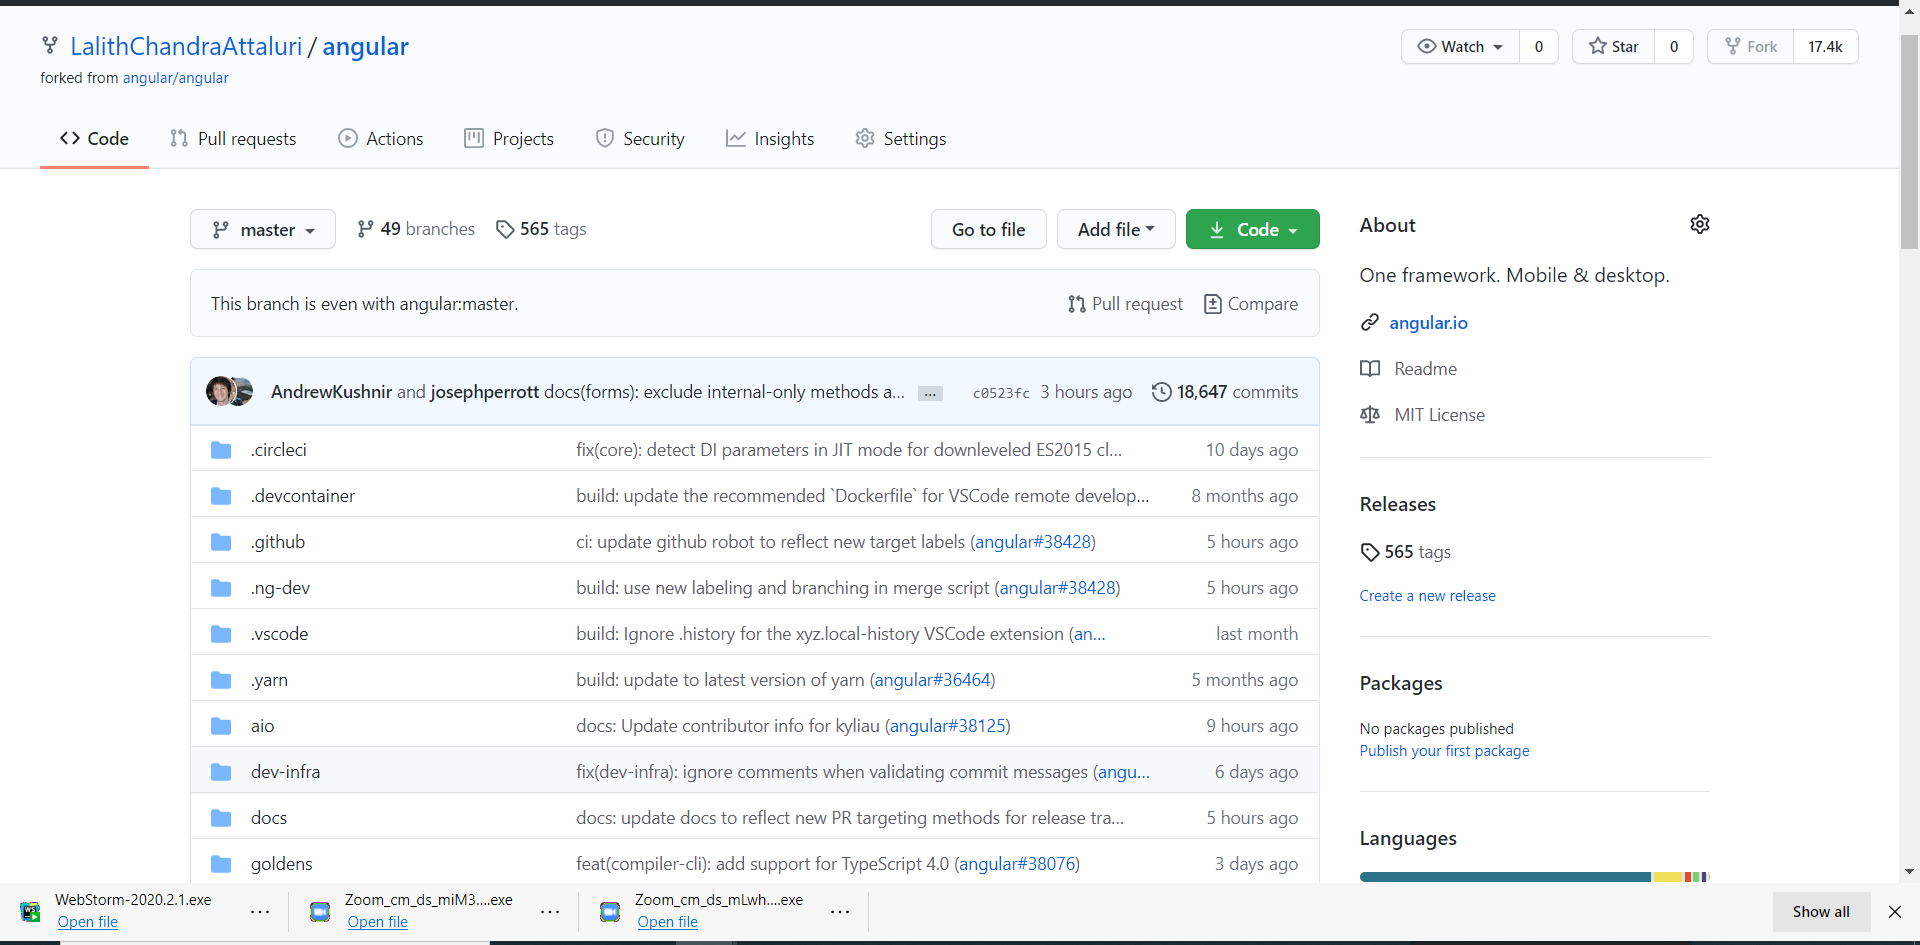 LalithChandraAttaluri / angular
Watch 0 Star 0 Fork 17.4k
forked from angular/angular
Code Pull requests Actions Projects Security Insights Settings
master 49 branches 565 tags Go to file Add file Code
This branch is even with angular:master. Pull request Compare
AndrewKushnir and josephperrott docs(forms): exclude internal-only methods a... ... c0523fc 3 hours ago 18,647 commits
.circleci fix(core): detect DI parameters in JIT mode for downleveled ES2015 cl... 10 days ago
.devcontainer build: update the recommended `Dockerfile` for VSCode remote develop... 8 months ago
.github ci: update github robot to reflect new target labels (angular#38428) 5 hours ago
.ng-dev build: use new labeling and branching in merge script (angular#38428) 5 hours ago
.vscode build: Ignore .history for the xyz.local-history VSCode extension (an... last month
.yarn build: update to latest version of yarn (angular#36464) 5 months ago
aio docs: Update contributor info for kyliau (angular#38125) 9 hours ago
dev-infra fix(dev-infra): ignore comments when validating commit messages (angu... 6 days ago
docs docs: update docs to reflect new PR targeting methods for release tra... 5 hours ago
goldens feat(compiler-cli): add support for TypeScript 4.0 (angular#38076) 3 days ago
About
One framework. Mobile & desktop.
angular.io
Readme
MIT License
Releases
565 tags
Create a new release
Packages
No packages published
Publish your first package
Languages
WebStorm-2020.2.1.exe
Open file
Zoom_cm_ds_miM3....exe
Open file
Zoom_cm_ds_mLwh....exe
Open file
Show all